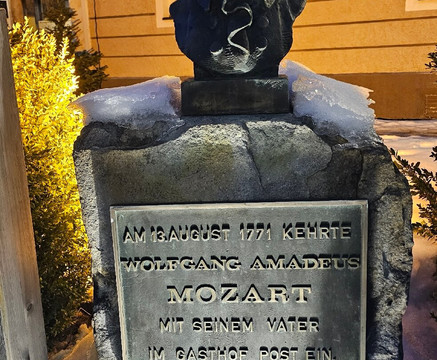 AM 13. AUGUST 1771 KEHRTE
WOLFGANG AMADEUS
MOZART
MIT SEINEM VATER
IM GASTHOF POST EIN.